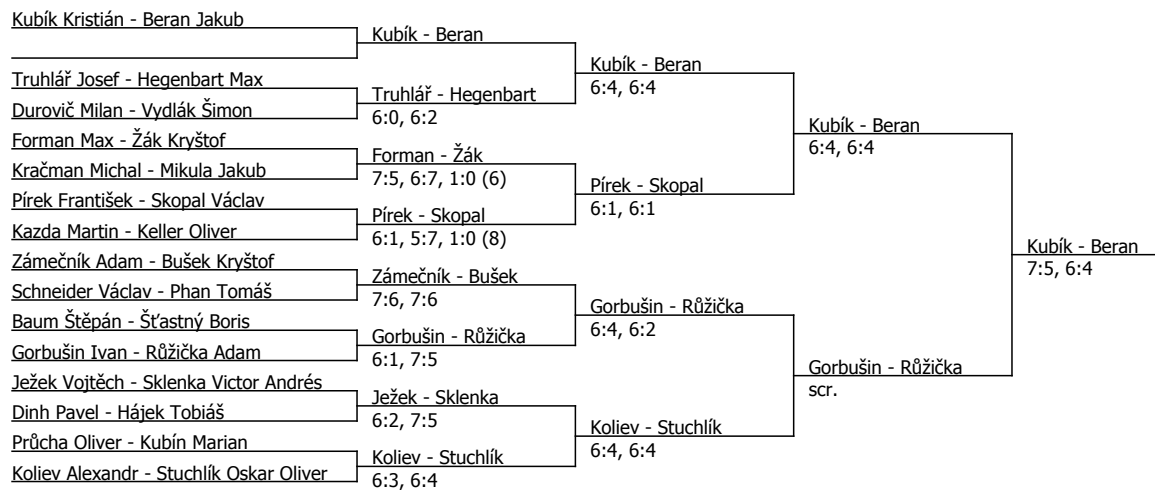 Kubík Kristián - Beran Jakub
Kubík - Beran
Kubík - Beran
6:4, 6:4
Truhlář Josef - Hegenbart Max
Truhlář - Hegenbart
6:0, 6:2
Durovič Milan - Vydlák Šimon
Kubík - Beran
6:4, 6:4
Forman Max - Žák Kryštof
Forman - Žák
7:5, 6:7, 1:0 (6)
Kračman Michal - Mikula Jakub
Pírek - Skopal
6:1, 6:1
Pírek František - Skopal Václav
Pírek - Skopal
6:1, 5:7, 1:0 (8)
Kazda Martin - Keller Oliver
Kubík - Beran
7:5, 6:4
Zámečník Adam - Bušek Kryštof
Zámečník - Bušek
7:6, 7:6
Schneider Václav - Phan Tomáš
Gorbušin - Růžička
6:4, 6:2
Baum Štěpán - Šťastný Boris
Gorbušin - Růžička
6:1, 7:5
Gorbušin Ivan - Růžička Adam
Gorbušin - Růžička
scr.
Ježek Vojtěch - Sklenka Victor Andrés
Ježek - Sklenka
6:2, 7:5
Dinh Pavel - Hájek Tobiáš
Koliev - Stuchlík
6:4, 6:4
Průcha Oliver - Kubín Marian
Koliev - Stuchlík
6:3, 6:4
Koliev Alexandr - Stuchlík Oskar Oliver